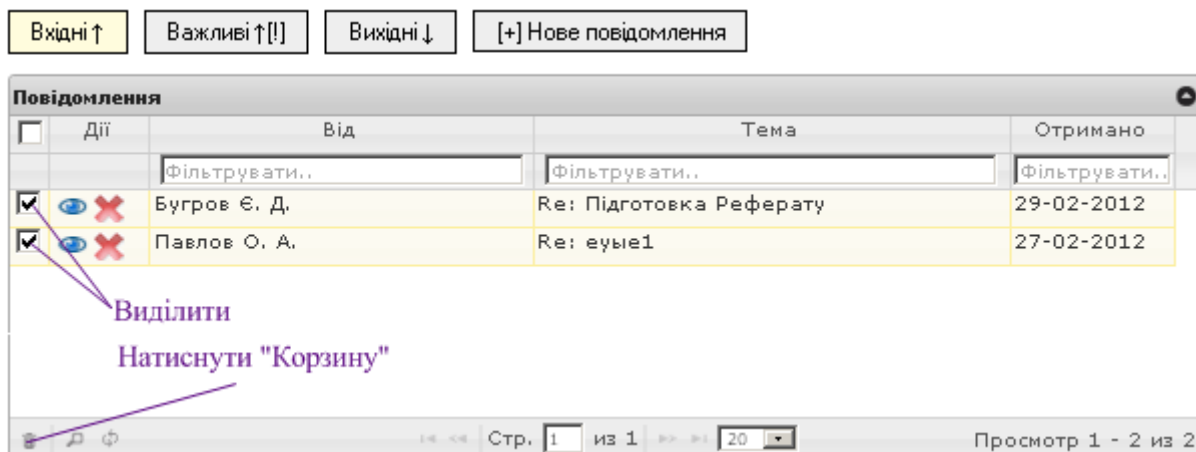 Вхідні↑ Важливі↑[!] Вихідні↓ [+] Нове повідомлення
Повідомлення
Дії Від Тема Отримано
Фільтрувати.. Фільтрувати.. Фільтрувати..
Бугров Є. Д. Re: Підготовка Реферату 29-02-2012
Павлов О. А. Re: еуые1 27-02-2012
Виділити
Натиснути "Корзину"
Стр. 1 из 1 20 Просмотр 1 - 2 из 2